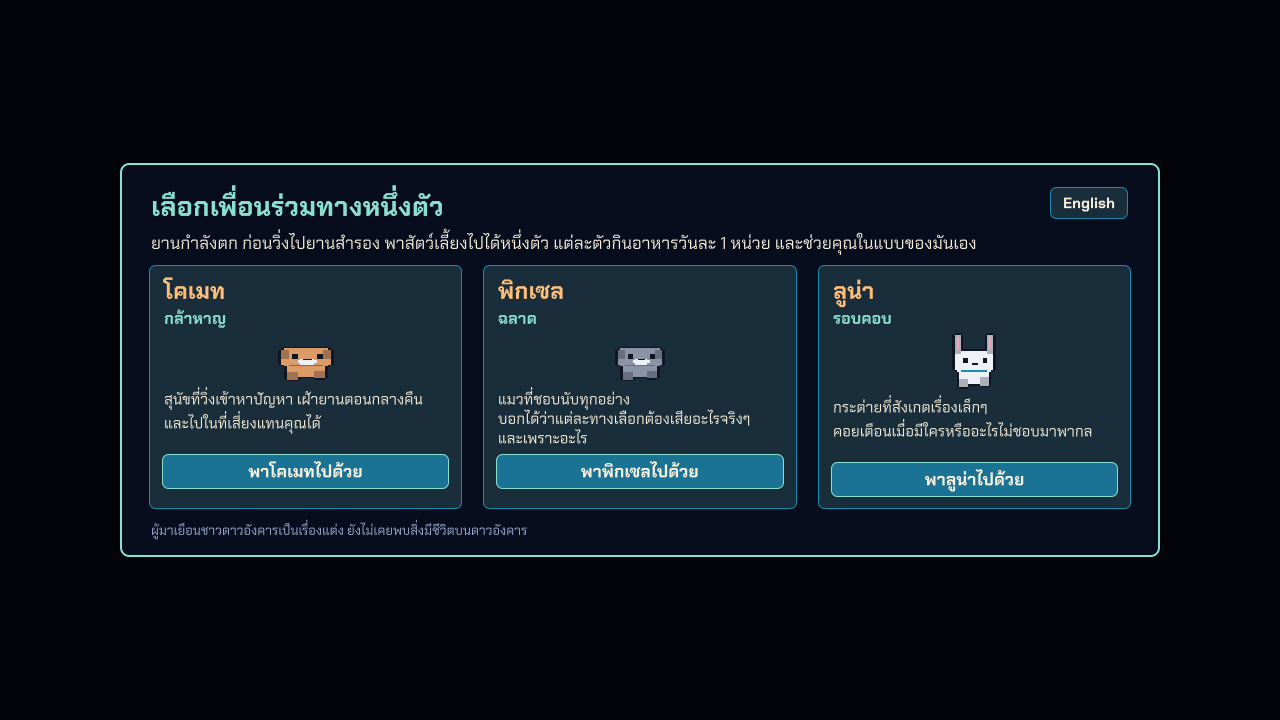 เลือกเพื่อนร่วมทางหนึ่งตัว
English
ยานกำลังตก ก่อนวิ่งไปยานสำรอง พาสัตว์เลี้ยงไปได้หนึ่งตัว แต่ละตัวกินอาหารวันละ 1 หน่วย และช่วยคุณในแบบของมันเอง
โคเมท
กล้าหาญ
สุนัขที่วิ่งเข้าหาปัญหา เฝ้ายานตอนกลางคืน
และไปในที่เสี่ยงแทนคุณได้
พาโคเมทไปด้วย
พิกเซล
ฉลาด
แมวที่ชอบนับทุกอย่าง
บอกได้ว่าแต่ละทางเลือกต้องเสียอะไรจริงๆ
และเพราะอะไร
พาพิกเซลไปด้วย
ลูน่า
รอบคอบ
กระต่ายที่สังเกตเรื่องเล็กๆ
คอยเตือนเมื่อมีใครหรืออะไรไม่ชอบมาพากล
พาลูน่าไปด้วย
ผู้มาเยือนชาวดาวอังคารเป็นเรื่องแต่ง ยังไม่เคยพบสิ่งมีชีวิตบนดาวอังคาร